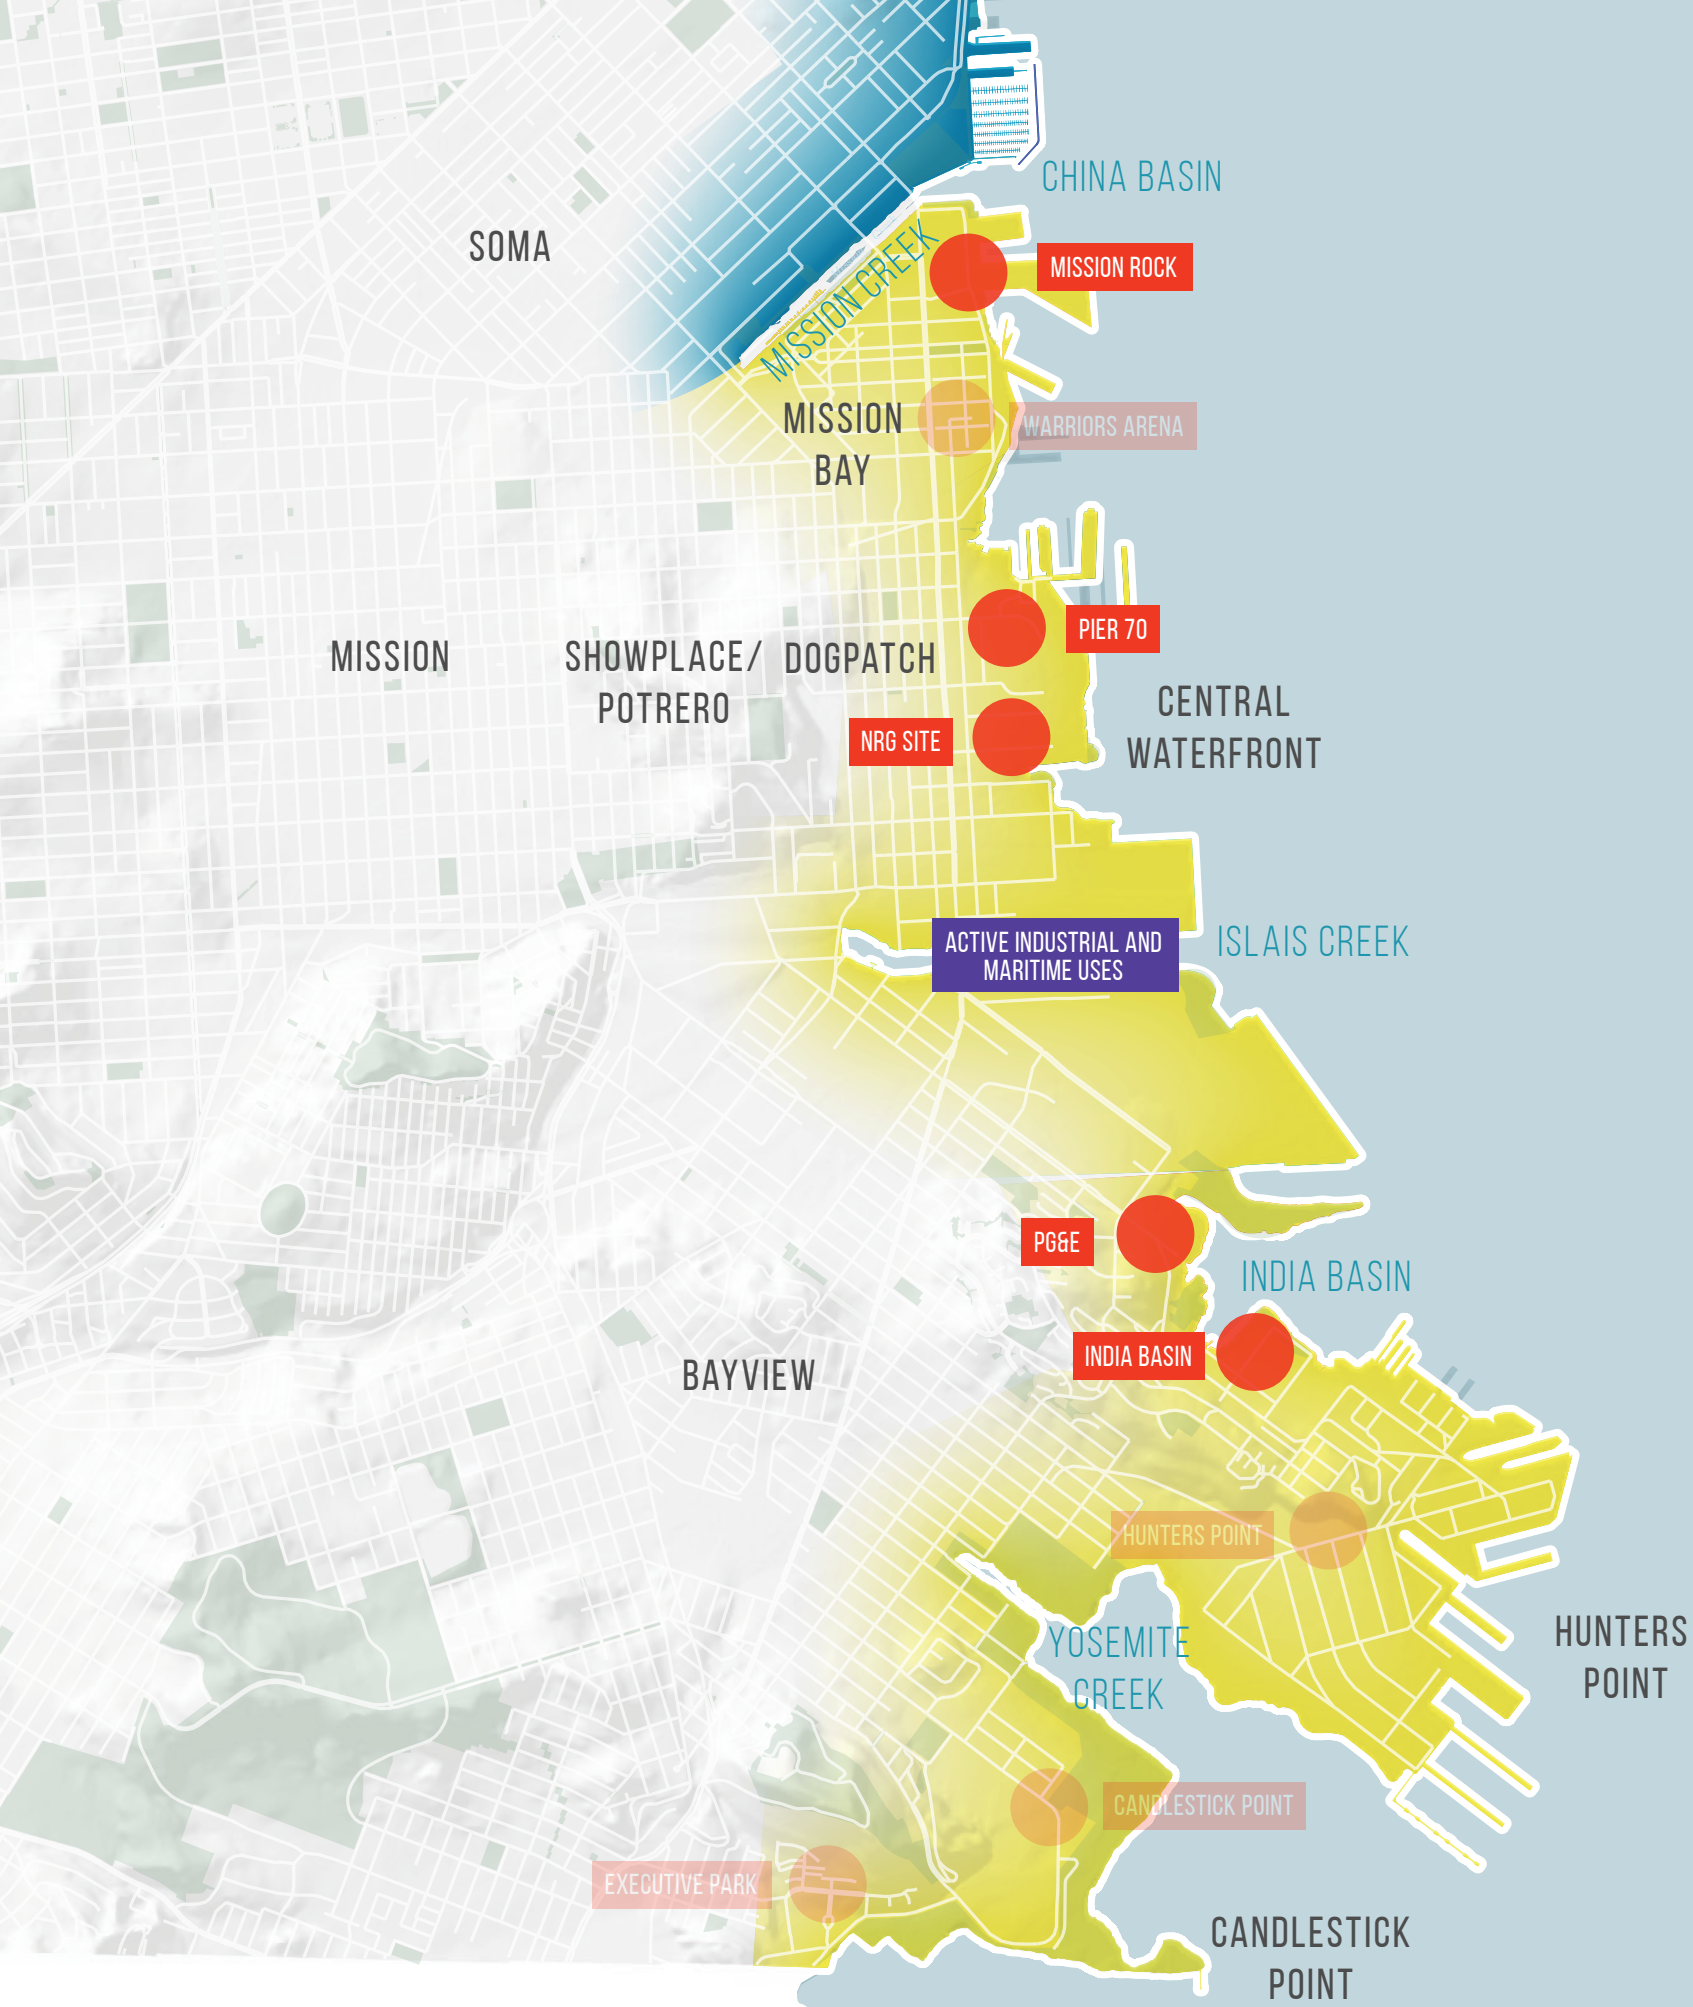 CHINA BASIN
SOMA
MISSION CREEK
MISSION ROCK
MISSION
BAY
WARRIORS ARENA
PIER 70
MISSION
SHOWPLACE/
POTRERO
DOGPATCH
CENTRAL
WATERFRONT
NRG SITE
ACTIVE INDUSTRIAL AND
MARITIME USES
ISLAIS CREEK
PG&E
INDIA BASIN
INDIA BASIN
BAYVIEW
HUNTERS POINT
YOSEMITE
CREEK
HUNTERS
POINT
CANDLESTICK POINT
EXECUTIVE PARK
CANDLESTICK
POINT